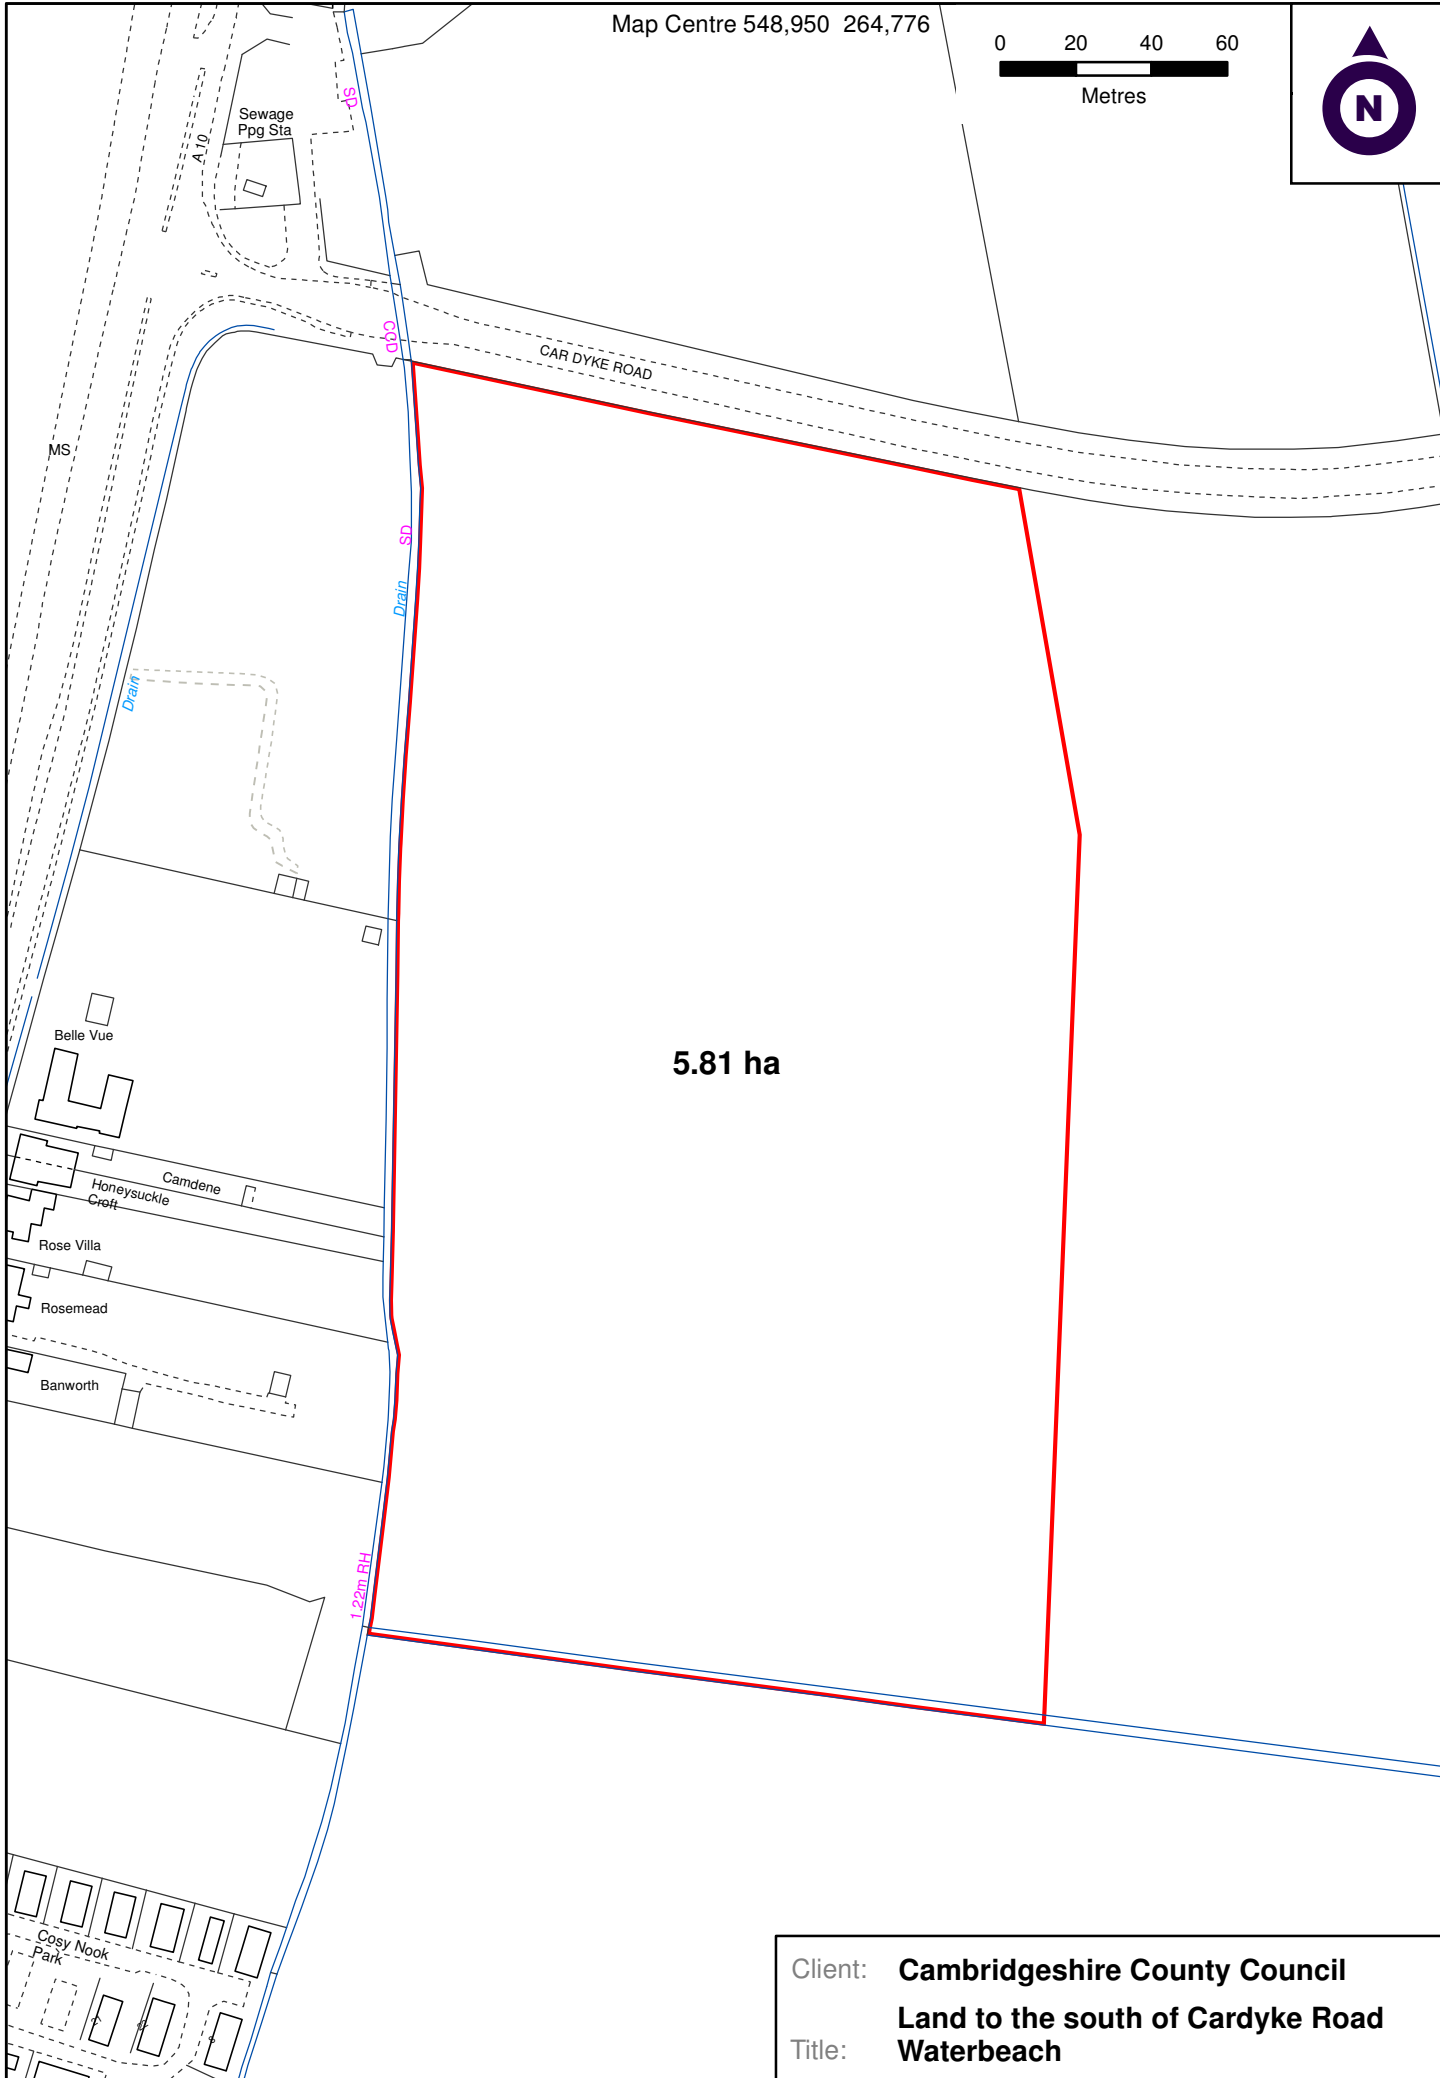 Map Centre 548,950 264,776
0 20 40 60
Metres
N
SD
Sewage
Ppg Sta
A 10
CCD
CAR DYKE ROAD
MS
SD
Drain
Drain
Belle Vue
5.81 ha
Camdene
Honeysuckle
Croft
Rose Villa
Rosemead
Banworth
1.22m RH
Cosy Nook
Park
Client: Cambridgeshire County Council
Title: Land to the south of Cardyke Road
Waterbeach